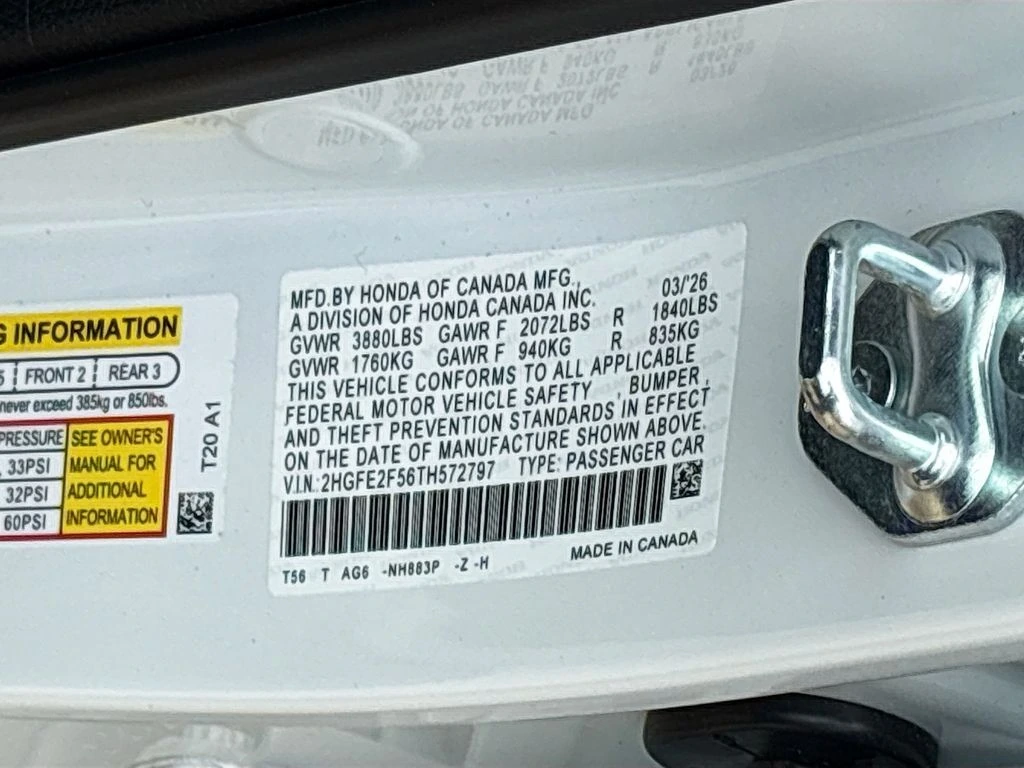 G INFORMATION
5 FRONT 2 REAR 3
never exceed 385kg or 850lbs.
PRESSURE SEE OWNER'S
33PSI MANUAL FOR
32PSI ADDITIONAL
60PSI INFORMATION
T20 A1
MFD.BY HONDA OF CANADA MFG., 03/'26
A DIVISION OF HONDA CANADA INC.
GVWR 3880LBS GAWR F 2072LBS R 1840LBS
GVWR 1760KG GAWR F 940KG R 835KG
THIS VEHICLE CONFORMS TO ALL APPLICABLE
FEDERAL MOTOR VEHICLE SAFETY , BUMPER ,
AND THEFT PREVENTION STANDARDS IN EFFECT
ON THE DATE OF MANUFACTURE SHOWN ABOVE.
V.I.N.:2HGFE2F56TH572797 TYPE: PASSENGER CAR
T56 T AG6 -NH883P -Z -H MADE IN CANADA